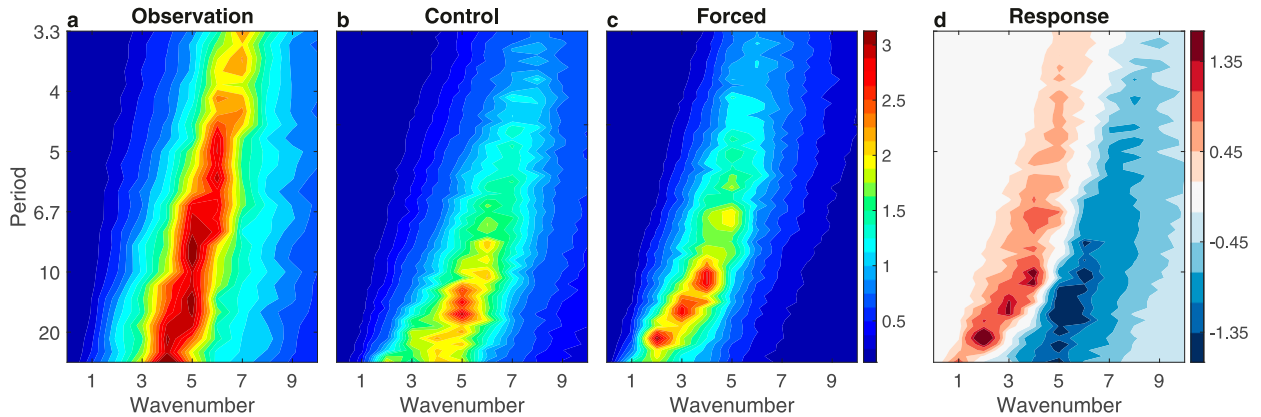 a Observation
b Control
c Forced
d Response
Period
3.3
4
5
6.7
10
20
1 3 5 7 9
Wavenumber
1 3 5 7 9
Wavenumber
1 3 5 7 9
Wavenumber
3
2.5
2
1.5
1
0.5
1 3 5 7 9
Wavenumber
1.35
0.45
-0.45
-1.35